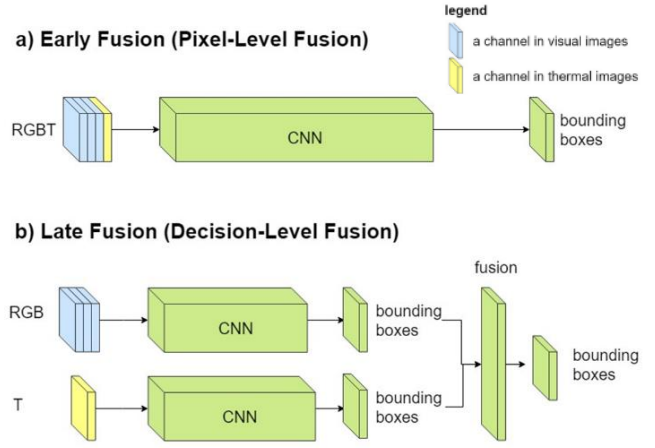 legend
a) Early Fusion (Pixel-Level Fusion)
a channel in visual images
a channel in thermal images
RGBT
CNN
bounding
boxes
b) Late Fusion (Decision-Level Fusion)
fusion
RGB
CNN
bounding
boxes
bounding
boxes
T
CNN
bounding
boxes